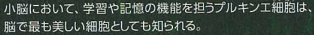 小脳において、学習や記憶の機能を担うプルキンエ細胞は、
脳で最も美しい細胞としても知られる。